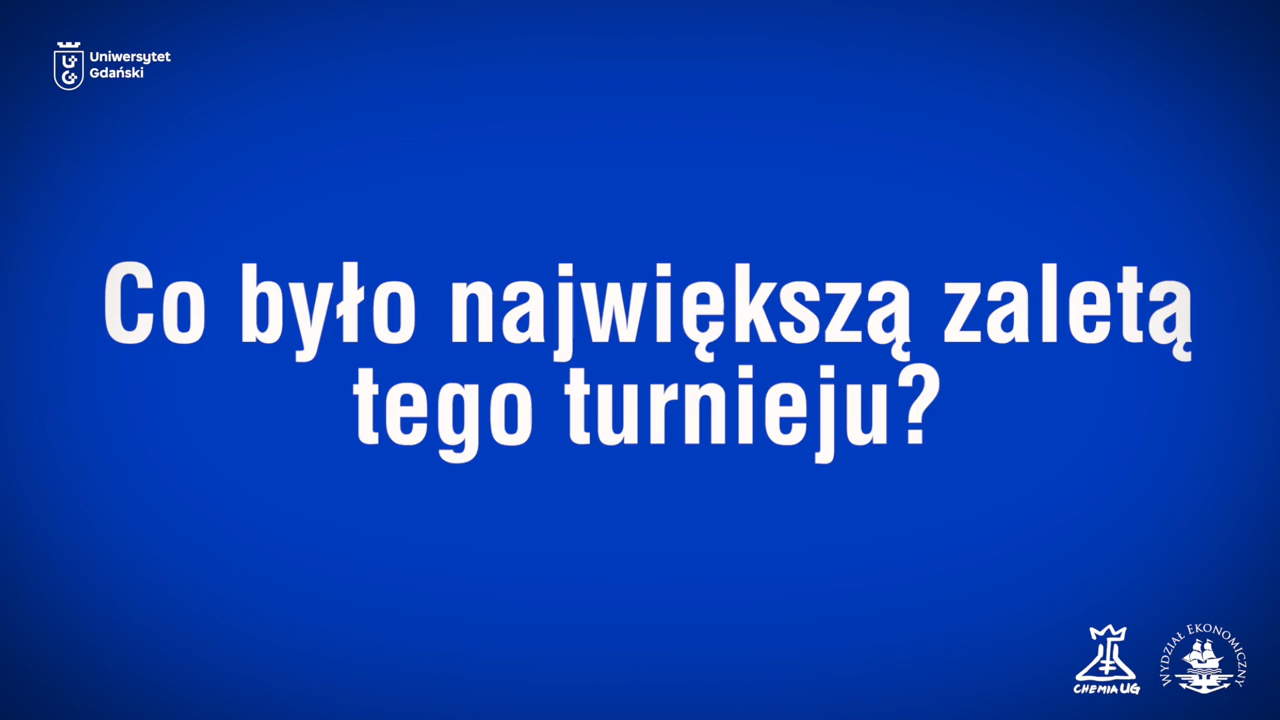 Uniwersytet
Gdański
Co było największą zaletą
tego turnieju?
CHEMIA UG
WYDZIAŁ EKONOMICZNY